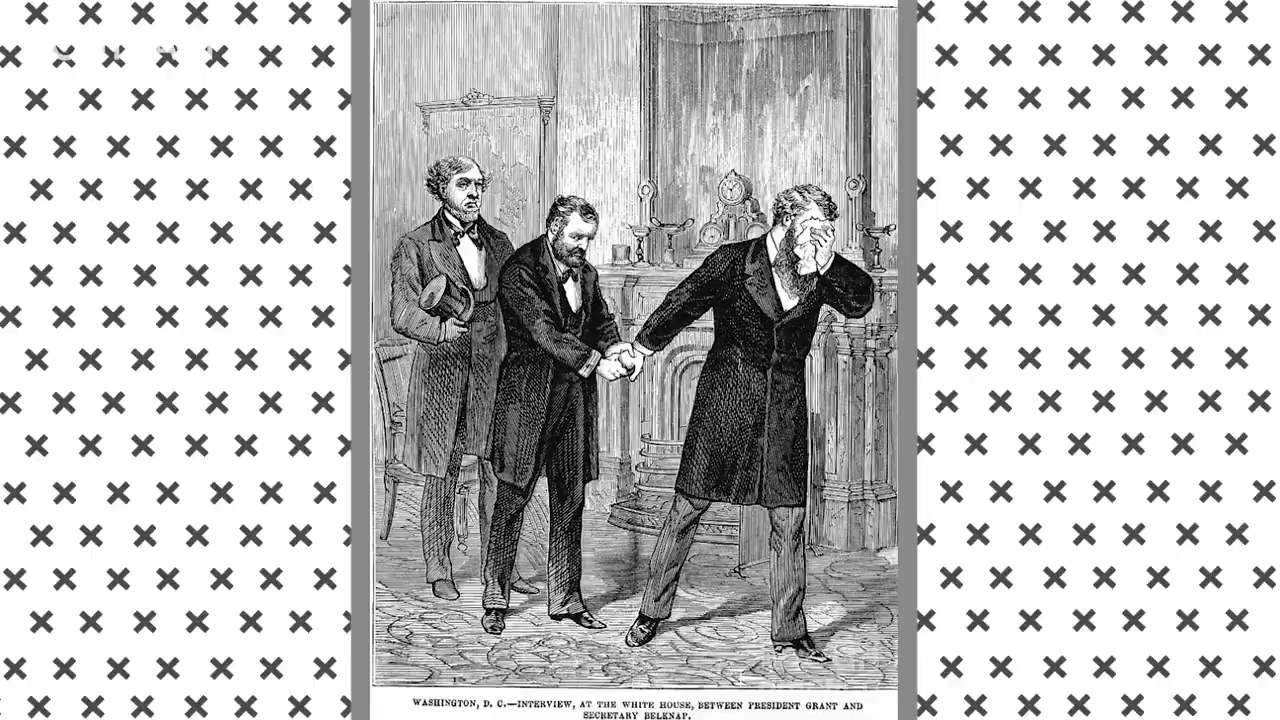 WASHINGTON, D. C.—INTERVIEW, AT THE WHITE HOUSE, BETWEEN PRESIDENT GRANT AND
SECRETARY BELKNAP.